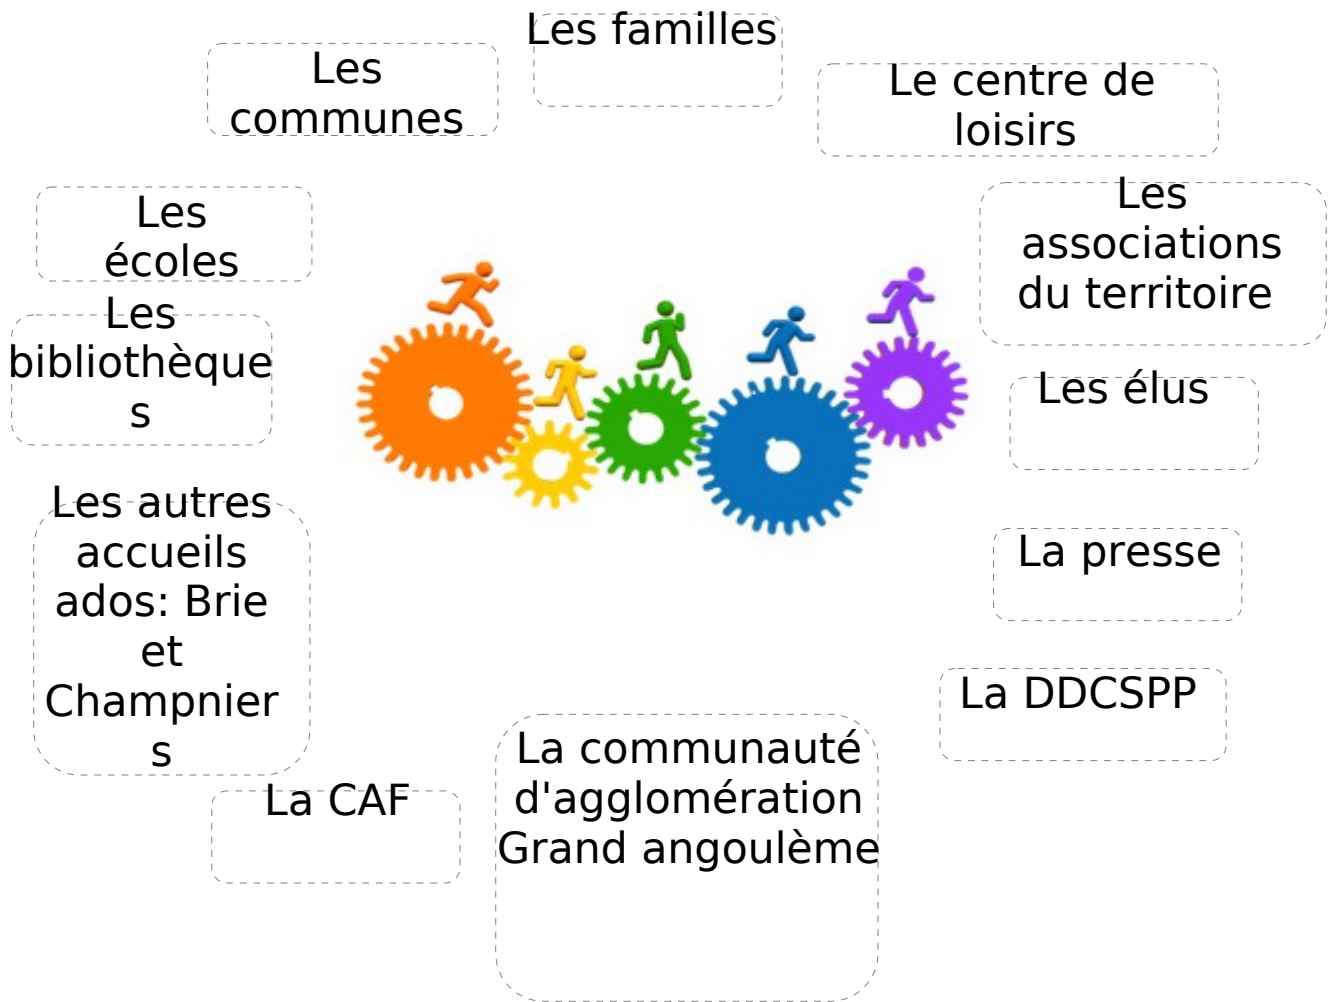 Les familles
Les
communes
Le centre de
loisirs
Les
écoles
Les
associations
du territoire
Les
bibliothèque
s
Les élus
Les autres
accueils
ados: Brie
et
Champnier
s
La presse
La DDCSPP
La communauté
d'agglomération
Grand angoulème
La CAF